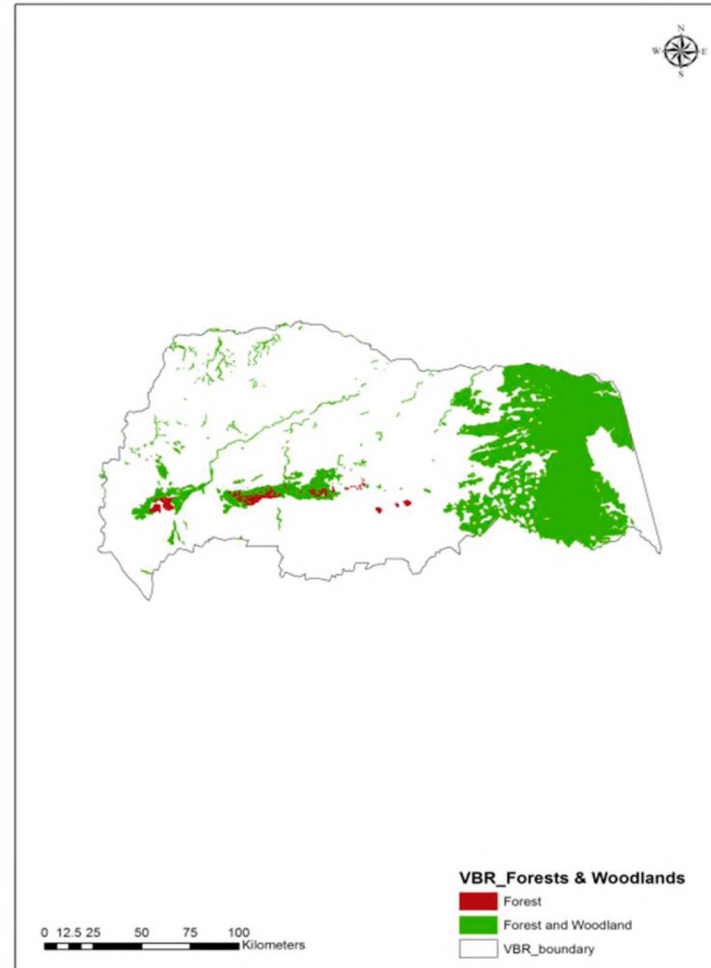 N
W E
S
VBR_Forests & Woodlands
Forest
Forest and Woodland
VBR_boundary
0 12.5 25 50 75 100
Kilometers